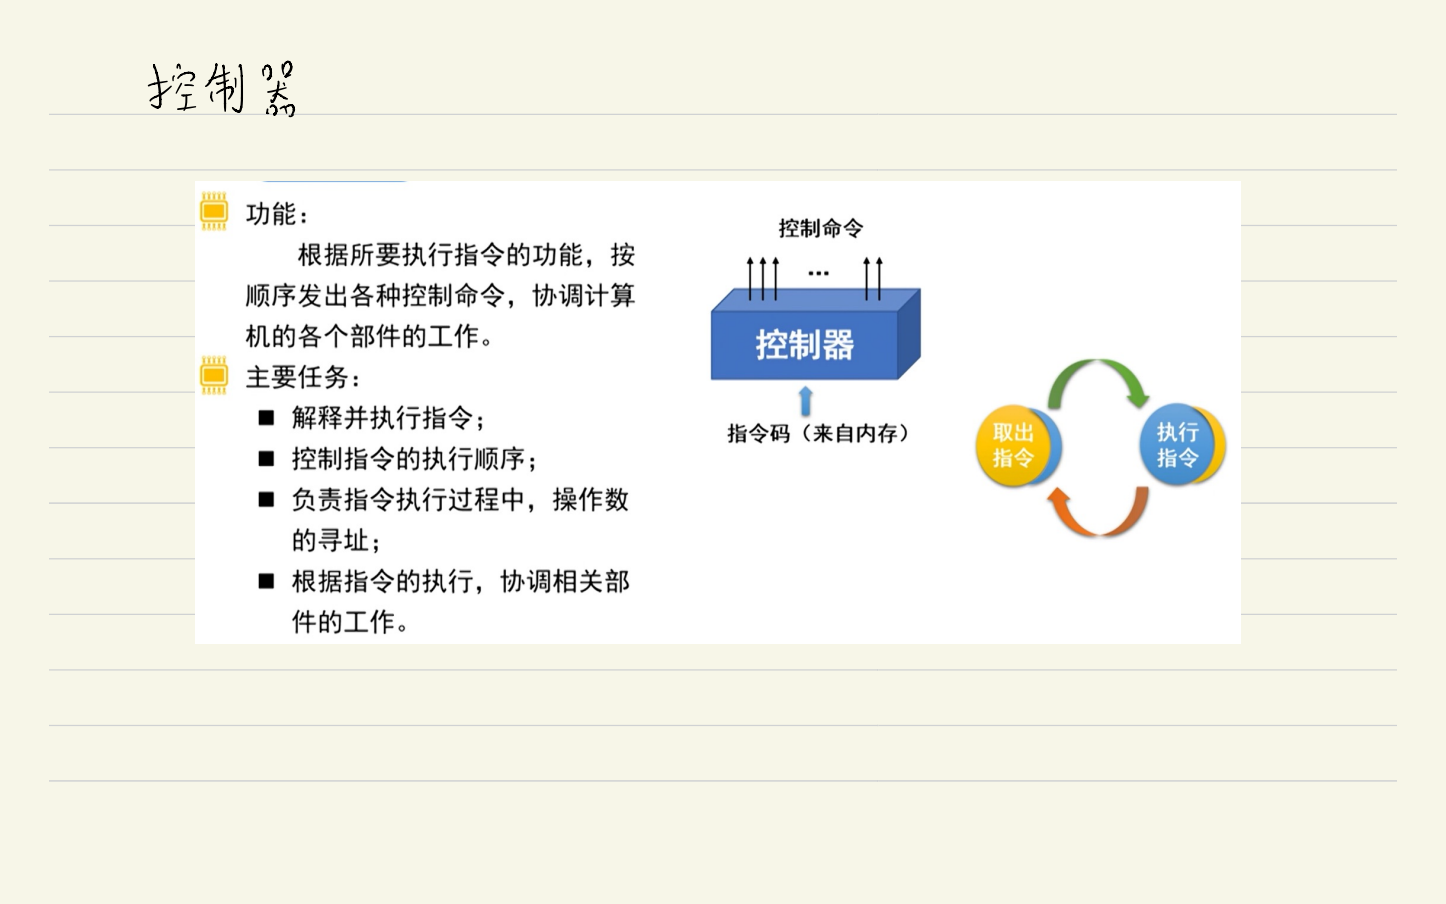 控制器
功能：
根据所要执行指令的功能，按
顺序发出各种控制命令，协调计算
机的各个部件的工作。
主要任务：
■ 解释并执行指令；
■ 控制指令的执行顺序；
■ 负责指令执行过程中，操作数
的寻址；
■ 根据指令的执行，协调相关部
件的工作。
控制命令
...
控制器
指令码（来自内存）
取出
指令
执行
指令